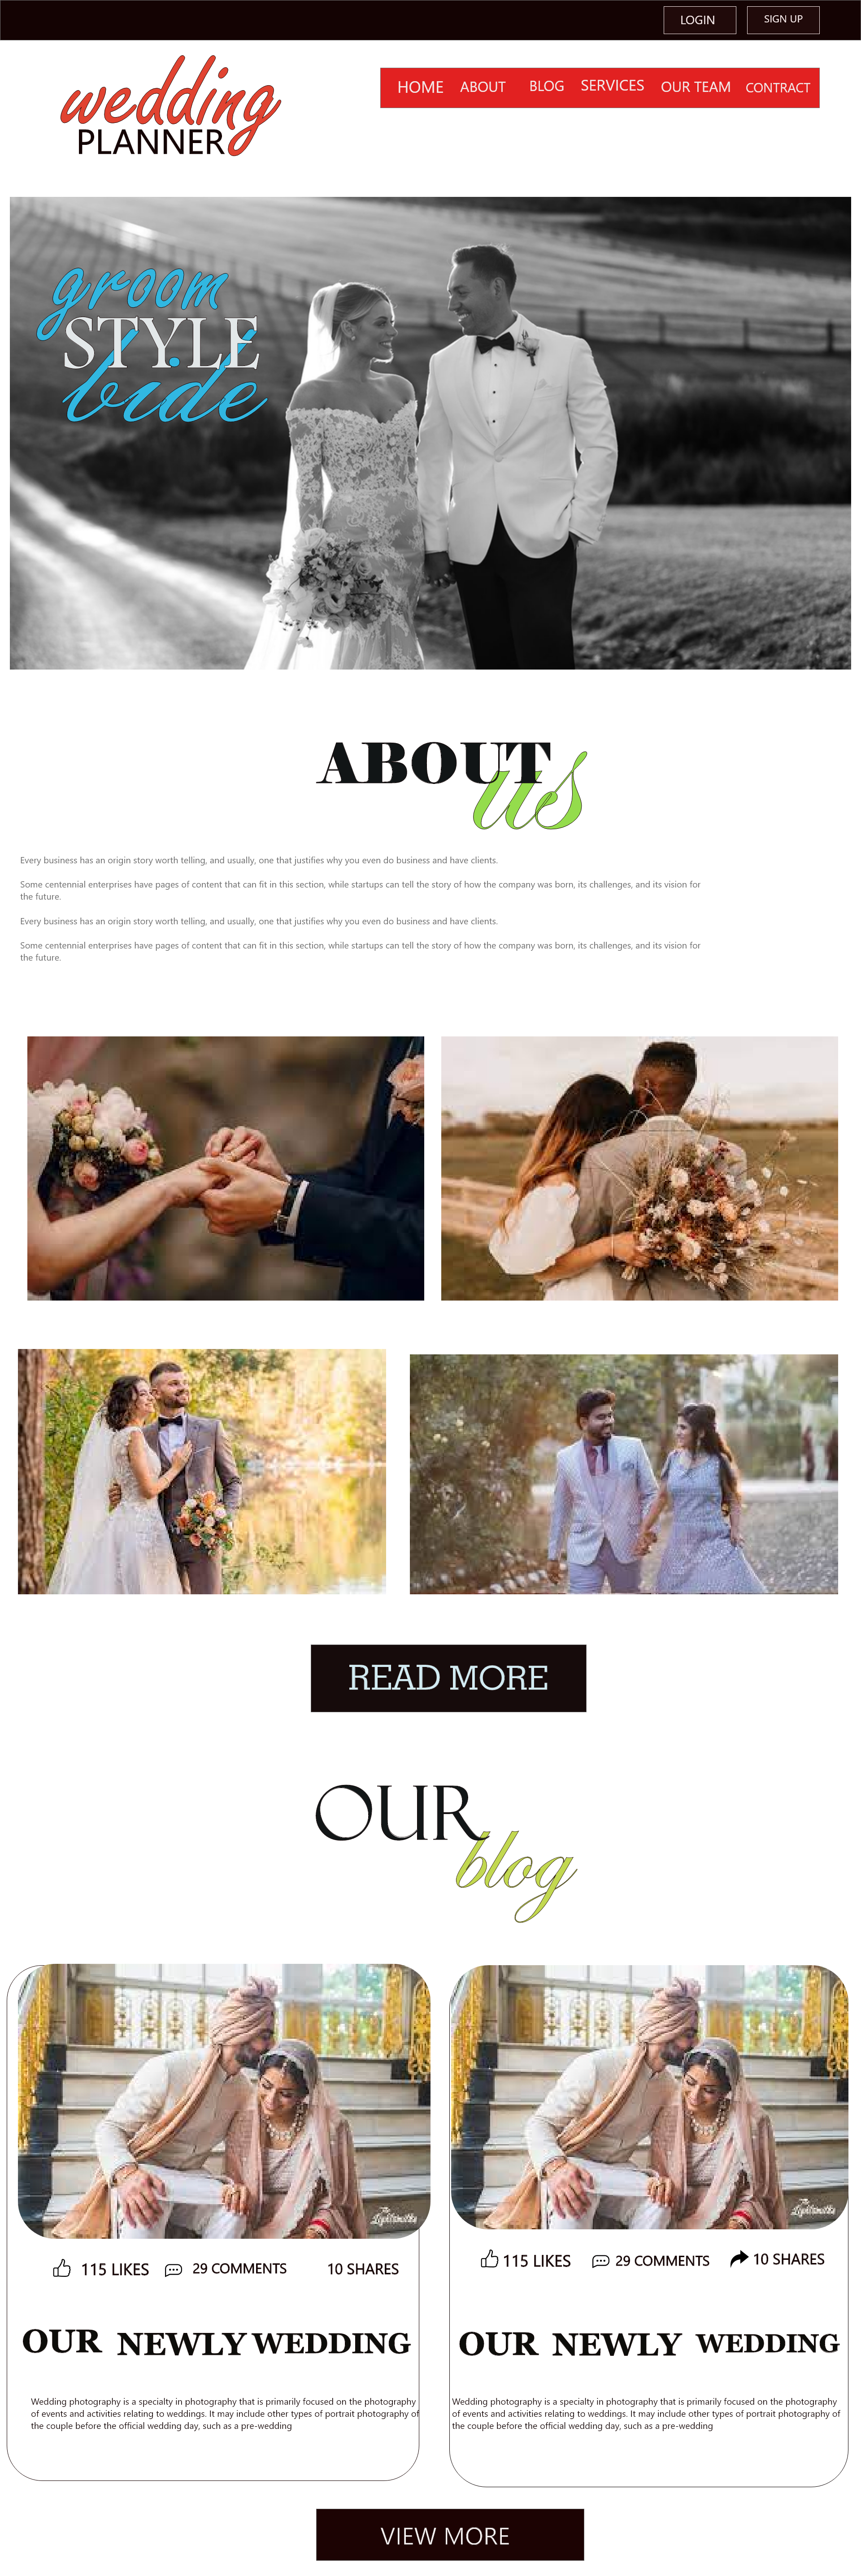 LOGIN SIGN UP
wedding
PLANNER
HOME ABOUT BLOG SERVICES OUR TEAM CONTRACT
groom
STYLE
bide
ABOUT
us
Every business has an origin story worth telling, and usually, one that justifies why you even do business and have clients.
Some centennial enterprises have pages of content that can fit in this section, while startups can tell the story of how the company was born, its challenges, and its vision for
the future.
Every business has an origin story worth telling, and usually, one that justifies why you even do business and have clients.
Some centennial enterprises have pages of content that can fit in this section, while startups can tell the story of how the company was born, its challenges, and its vision for
the future.
READ MORE
OUR
blog
The Lightsmiths
115 LIKES 29 COMMENTS 10 SHARES
OUR NEWLY WEDDING
Wedding photography is a specialty in photography that is primarily focused on the photography
of events and activities relating to weddings. It may include other types of portrait photography of
the couple before the official wedding day, such as a pre-wedding
The Lightsmiths
115 LIKES 29 COMMENTS 10 SHARES
OUR NEWLY WEDDING
Wedding photography is a specialty in photography that is primarily focused on the photography
of events and activities relating to weddings. It may include other types of portrait photography of
the couple before the official wedding day, such as a pre-wedding
VIEW MORE